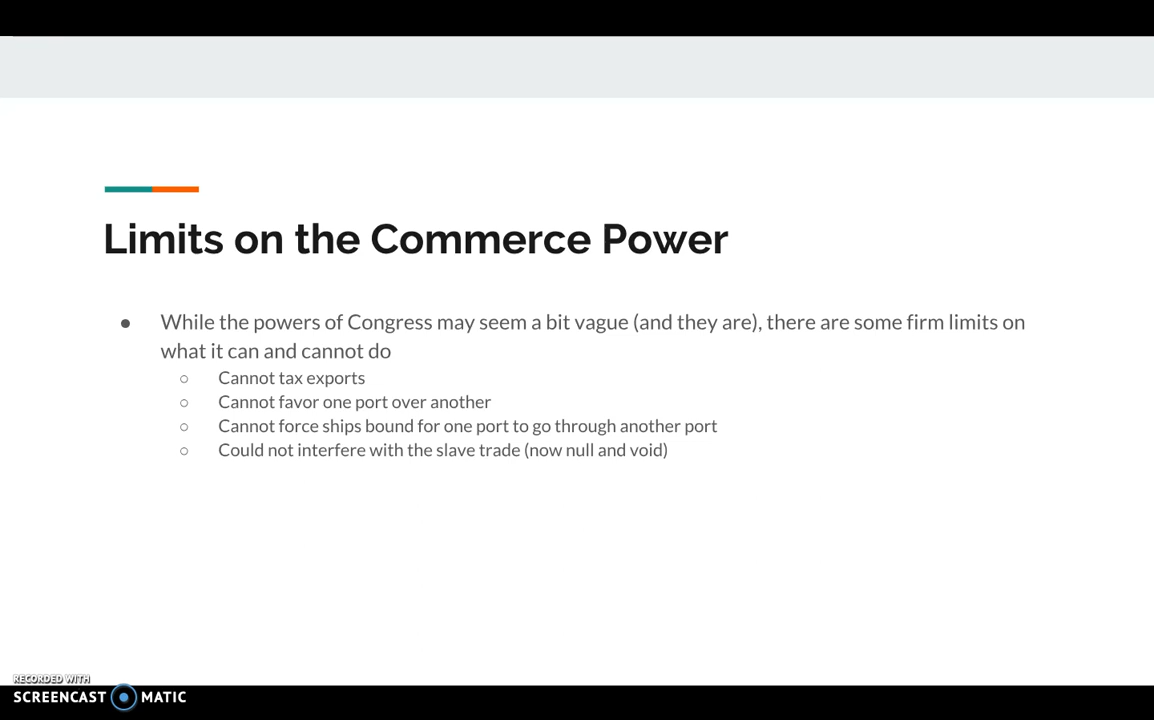 Limits on the Commerce Power
● While the powers of Congress may seem a bit vague (and they are), there are some firm limits on
what it can and cannot do
○ Cannot tax exports
○ Cannot favor one port over another
○ Cannot force ships bound for one port to go through another port
○ Could not interfere with the slave trade (now null and void)
RECORDED WITH
SCREENCAST MATIC